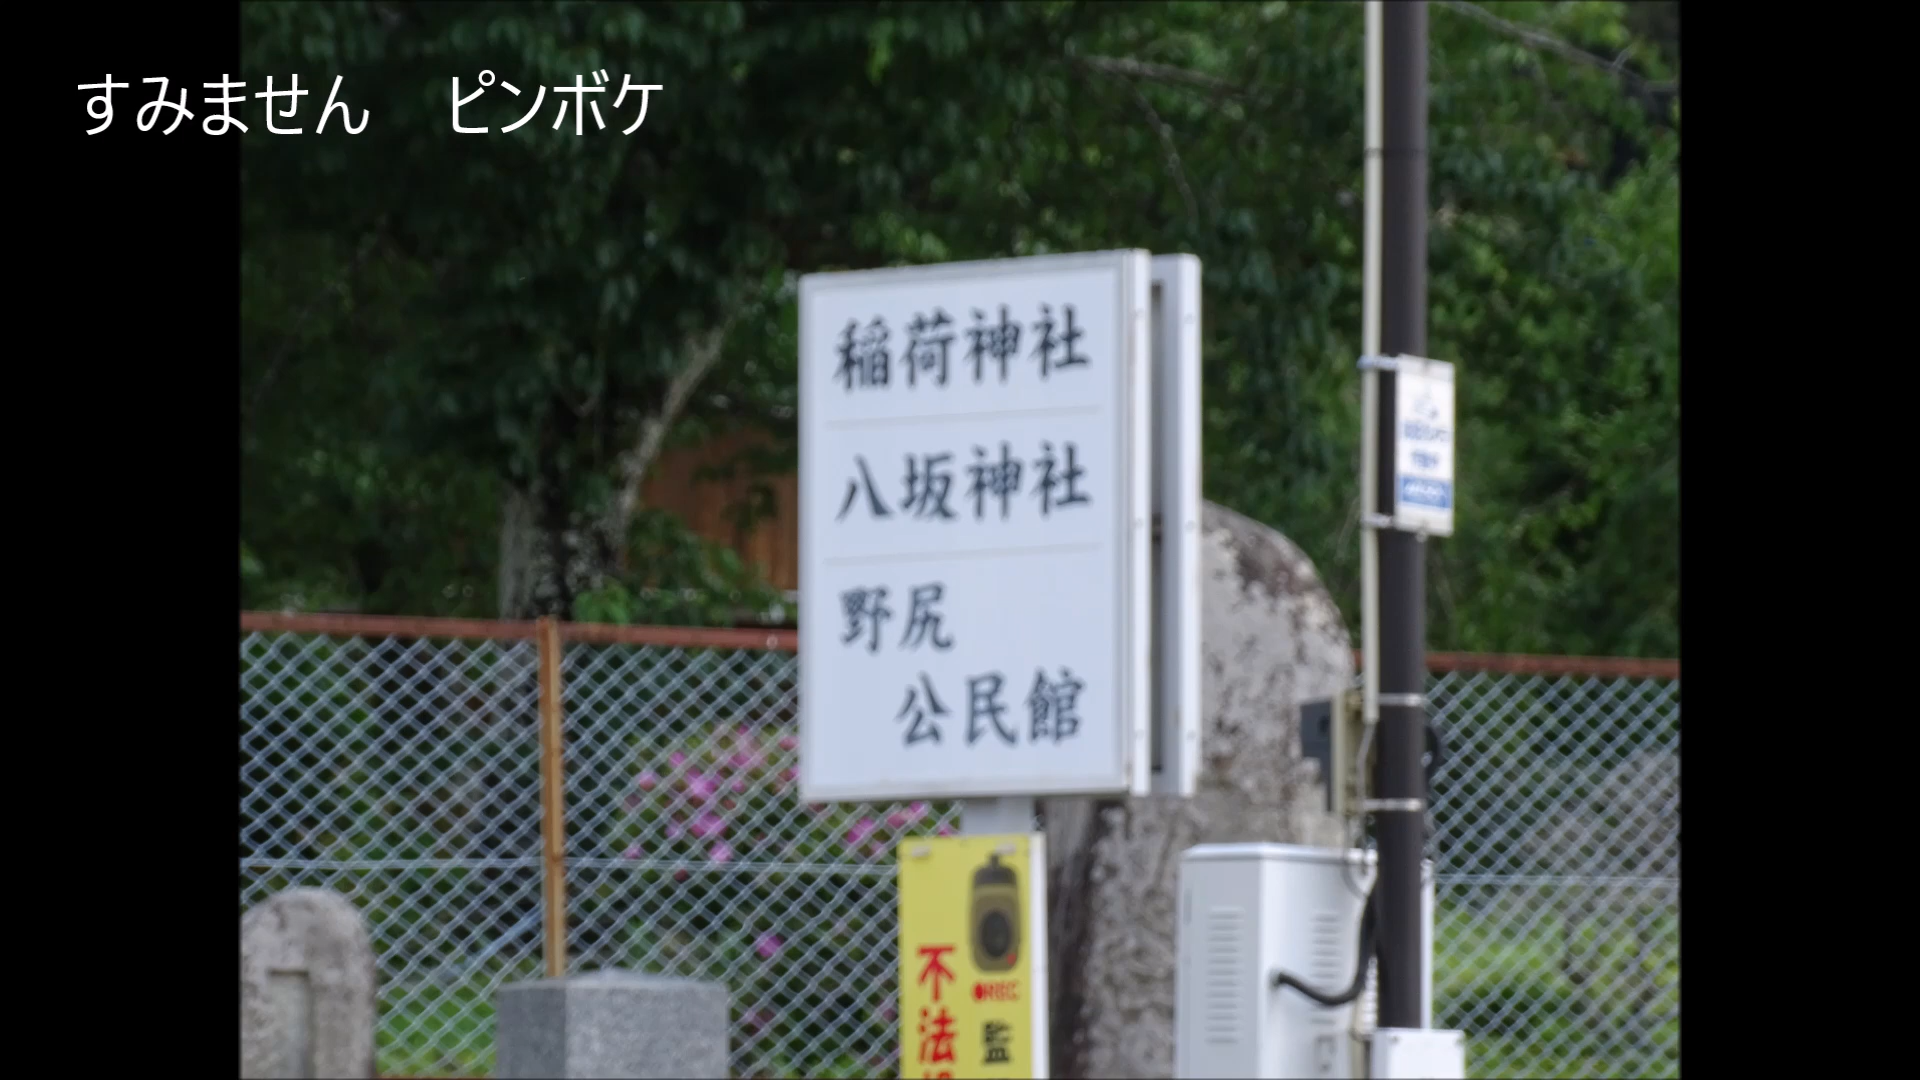 すみません　ピンボケ
稲荷神社
八坂神社
野尻
公民館
不法
●REC
監